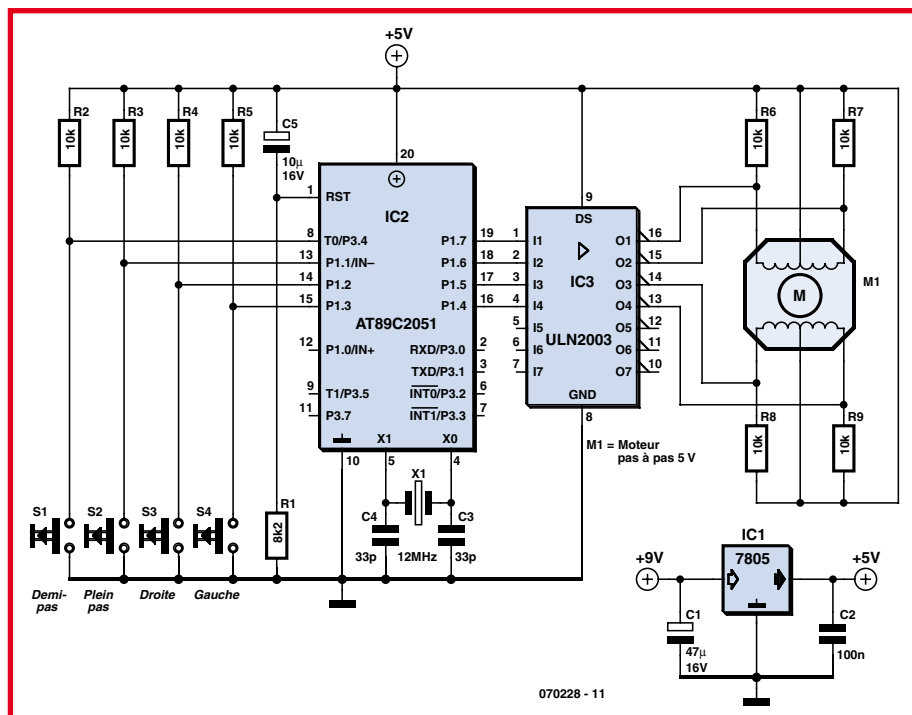 +5V
R2
10k
R3
10k
R4
10k
R5
10k
C5
10µ
16V
R6
10k
R7
10k
20
1
RST
IC2
8
T0/P3.4
P1.7
19
13
P1.1/IN–
P1.6
18
14
P1.2
P1.5
17
15
P1.3
P1.4
16
AT89C2051
12
P1.0/IN+
RXD/P3.0
2
TXD/P3.1
3
9
T1/P3.5
INT0/P3.2
6
11
P3.7
INT1/P3.3
7
X1
X0
10
5
4
9
DS
1
I1
O1
16
2
I2
O2
15
3
I3
IC3
O3
14
4
I4
O4
13
5
I5
O5
12
ULN2003
6
I6
O6
11
7
I7
O7
10
GND
8
M
M1
R8
10k
R9
10k
M1 = Moteur
pas à pas 5 V
X1
C4
33p
12MHz
C3
33p
R1
8k2
S1
S2
S3
S4
Demi-
pas
Plein
pas
Droite
Gauche
IC1
7805
+9V
+5V
C1
47µ
16V
C2
100n
070228 - 11